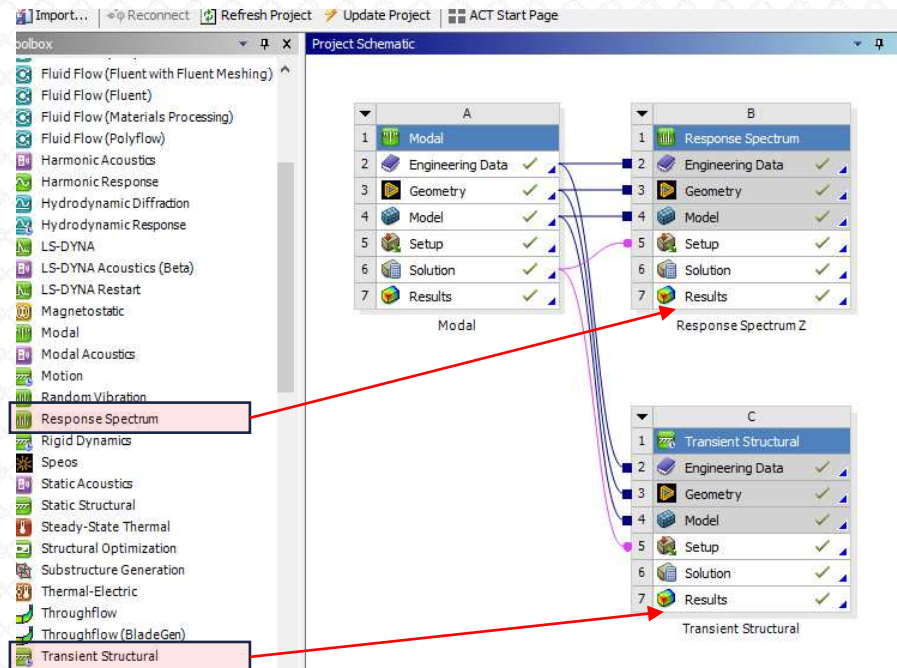 Import... Reconnect Refresh Project Update Project ACT Start Page
oolbox
Fluid Flow (Fluent with Fluent Meshing)
Fluid Flow (Fluent)
Fluid Flow (Materials Processing)
Fluid Flow (Polyflow)
Harmonic Acoustics
Harmonic Response
Hydrodynamic Diffraction
Hydrodynamic Response
LS-DYNA
LS-DYNA Acoustics (Beta)
LS-DYNA Restart
Magnetostatic
Modal
Modal Acoustics
Motion
Random Vibration
Response Spectrum
Rigid Dynamics
Speos
Static Acoustics
Static Structural
Steady-State Thermal
Structural Optimization
Substructure Generation
Thermal-Electric
Throughflow
Throughflow (BladeGen)
Transient Structural
Project Schematic
A
1 Modal
2 Engineering Data
3 Geometry
4 Model
5 Setup
6 Solution
7 Results
Modal
B
1 Response Spectrum
2 Engineering Data
3 Geometry
4 Model
5 Setup
6 Solution
7 Results
Response Spectrum Z
C
1 Transient Structural
2 Engineering Data
3 Geometry
4 Model
5 Setup
6 Solution
7 Results
Transient Structural